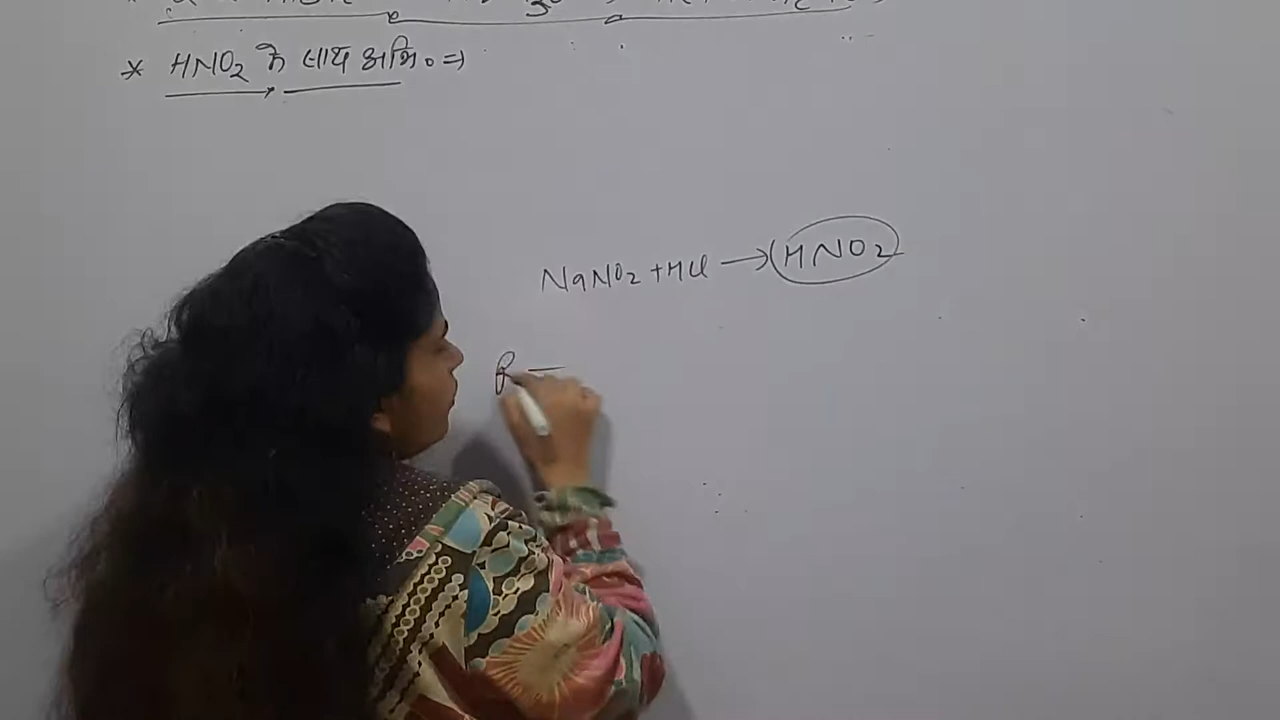 * HNO2 के साथ अभि० ⇒
NaNO2 + HCl → HNO2
R —